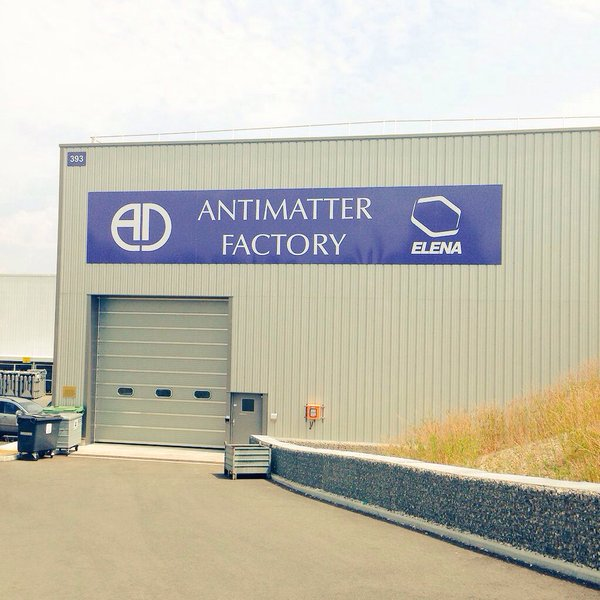 393
AD
ANTIMATTER
FACTORY
ELENA